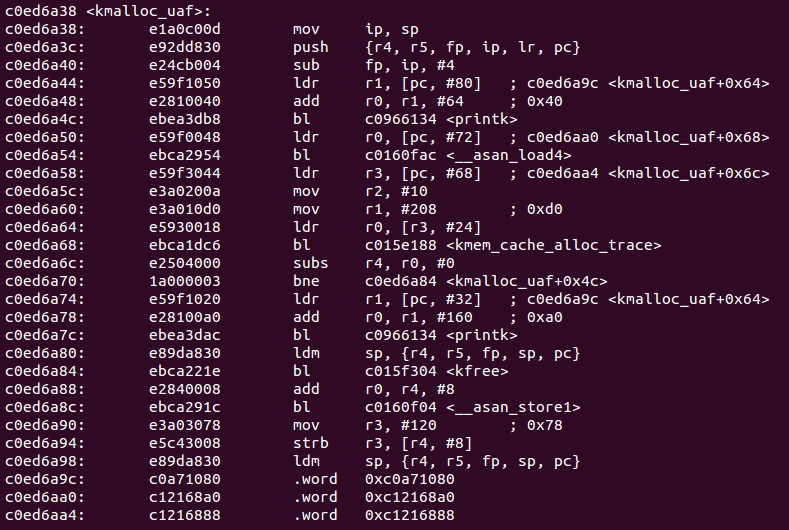 c0ed6a38 <kmalloc_uaf>:
c0ed6a38: e1a0c00d mov ip, sp
c0ed6a3c: e92dd830 push {r4, r5, fp, ip, lr, pc}
c0ed6a40: e24cb004 sub fp, ip, #4
c0ed6a44: e59f1050 ldr r1, [pc, #80] ; c0ed6a9c <kmalloc_uaf+0x64>
c0ed6a48: e2810040 add r0, r1, #64 ; 0x40
c0ed6a4c: ebea3db8 bl c0966134 <printk>
c0ed6a50: e59f0048 ldr r0, [pc, #72] ; c0ed6aa0 <kmalloc_uaf+0x68>
c0ed6a54: ebca2954 bl c0160fac <__asan_load4>
c0ed6a58: e59f3044 ldr r3, [pc, #68] ; c0ed6aa4 <kmalloc_uaf+0x6c>
c0ed6a5c: e3a0200a mov r2, #10
c0ed6a60: e3a010d0 mov r1, #208 ; 0xd0
c0ed6a64: e5930018 ldr r0, [r3, #24]
c0ed6a68: ebca1dc6 bl c015e188 <kmem_cache_alloc_trace>
c0ed6a6c: e2504000 subs r4, r0, #0
c0ed6a70: 1a000003 bne c0ed6a84 <kmalloc_uaf+0x4c>
c0ed6a74: e59f1020 ldr r1, [pc, #32] ; c0ed6a9c <kmalloc_uaf+0x64>
c0ed6a78: e28100a0 add r0, r1, #160 ; 0xa0
c0ed6a7c: ebea3dac bl c0966134 <printk>
c0ed6a80: e89da830 ldm sp, {r4, r5, fp, sp, pc}
c0ed6a84: ebca221e bl c015f304 <kfree>
c0ed6a88: e2840008 add r0, r4, #8
c0ed6a8c: ebca291c bl c0160f04 <__asan_store1>
c0ed6a90: e3a03078 mov r3, #120 ; 0x78
c0ed6a94: e5c43008 strb r3, [r4, #8]
c0ed6a98: e89da830 ldm sp, {r4, r5, fp, sp, pc}
c0ed6a9c: c0a71080 .word 0xc0a71080
c0ed6aa0: c12168a0 .word 0xc12168a0
c0ed6aa4: c1216888 .word 0xc1216888